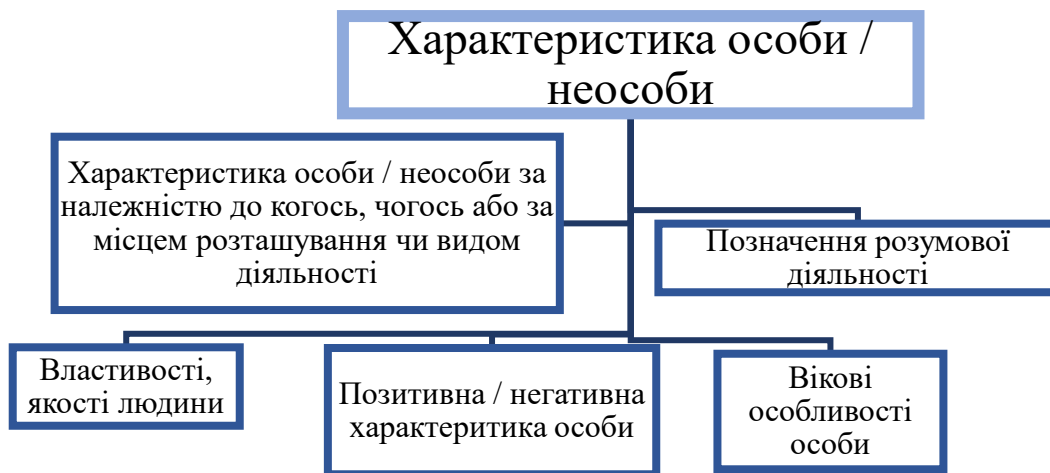 Характеристика особи /
неособи
Характеристика особи / неособи за
належністю до когось, чогось або за
місцем розташування чи видом
діяльності
Позначення розумової
діяльності
Властивості,
якості людини
Позитивна / негативна
характеритика особи
Вікові
особливості
особи